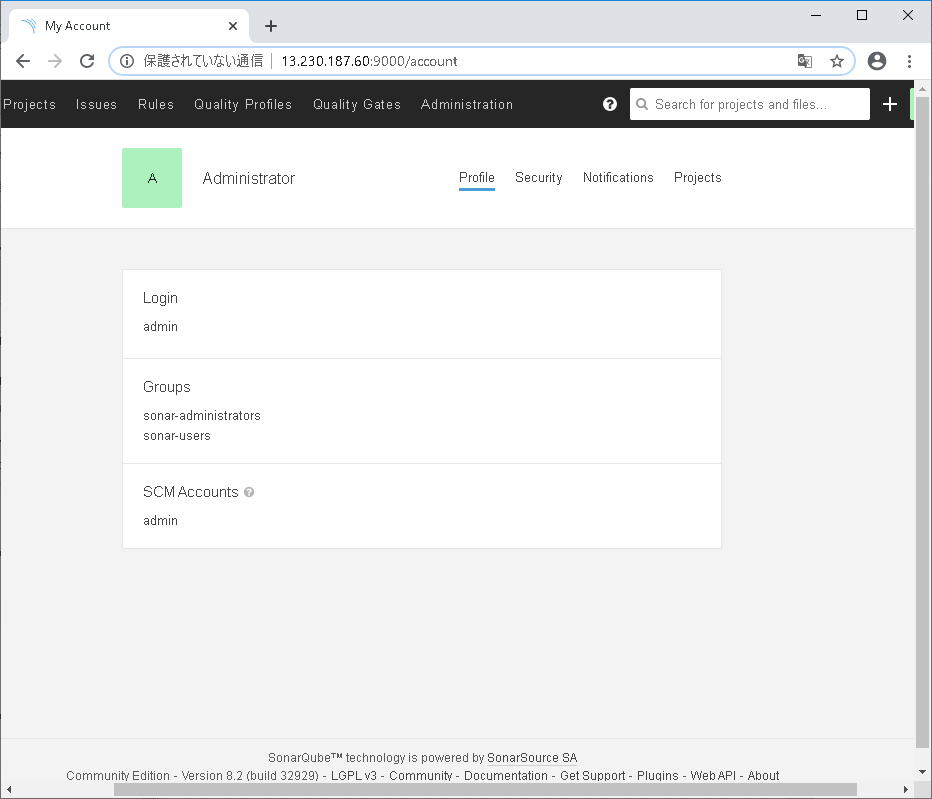 My Account
保護されていない通信 13.230.187.60:9000/account
Projects Issues Rules Quality Profiles Quality Gates Administration ? Search for projects and files...
A Administrator Profile Security Notifications Projects
Login
admin
Groups
sonar-administrators
sonar-users
SCM Accounts ?
admin
SonarQube™ technology is powered by SonarSource SA
Community Edition - Version 8.2 (build 32929) - LGPL v3 - Community - Documentation - Get Support - Plugins - Web API - About